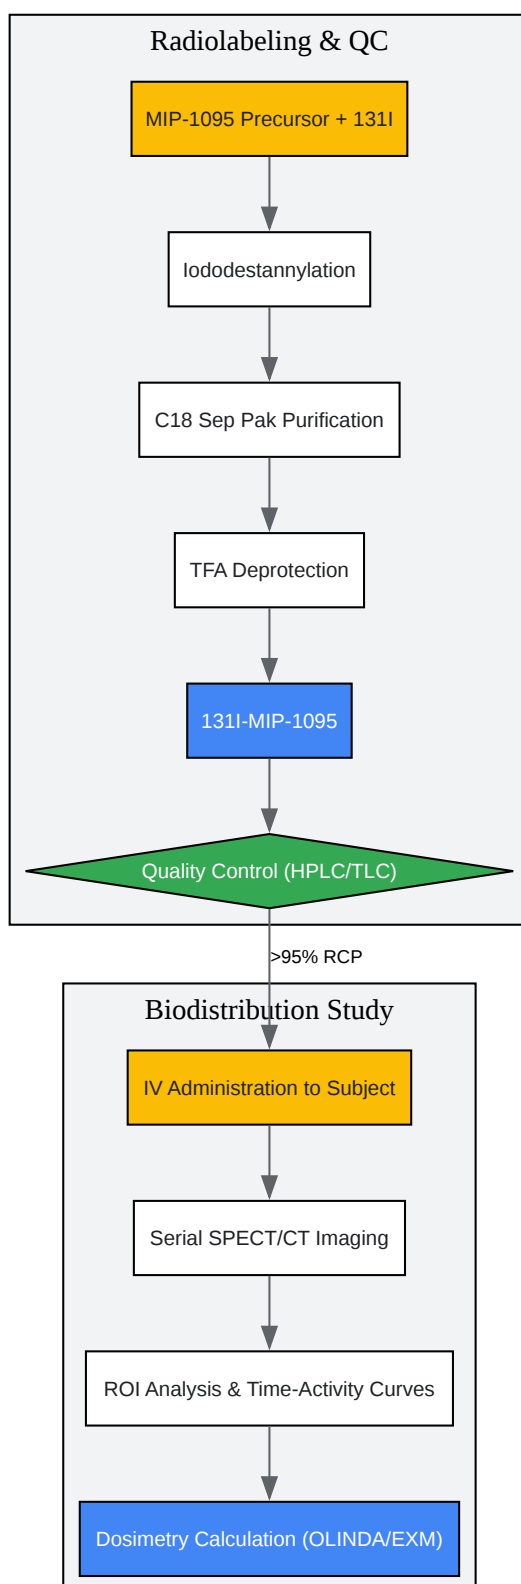 Radiolabeling & QC
MIP-1095 Precursor + 131I
Iododestannylation
C18 Sep Pak Purification
TFA Deprotection
131I-MIP-1095
Quality Control (HPLC/TLC)
>95% RCP
Biodistribution Study
IV Administration to Subject
Serial SPECT/CT Imaging
ROI Analysis & Time-Activity Curves
Dosimetry Calculation (OLINDA/EXM)